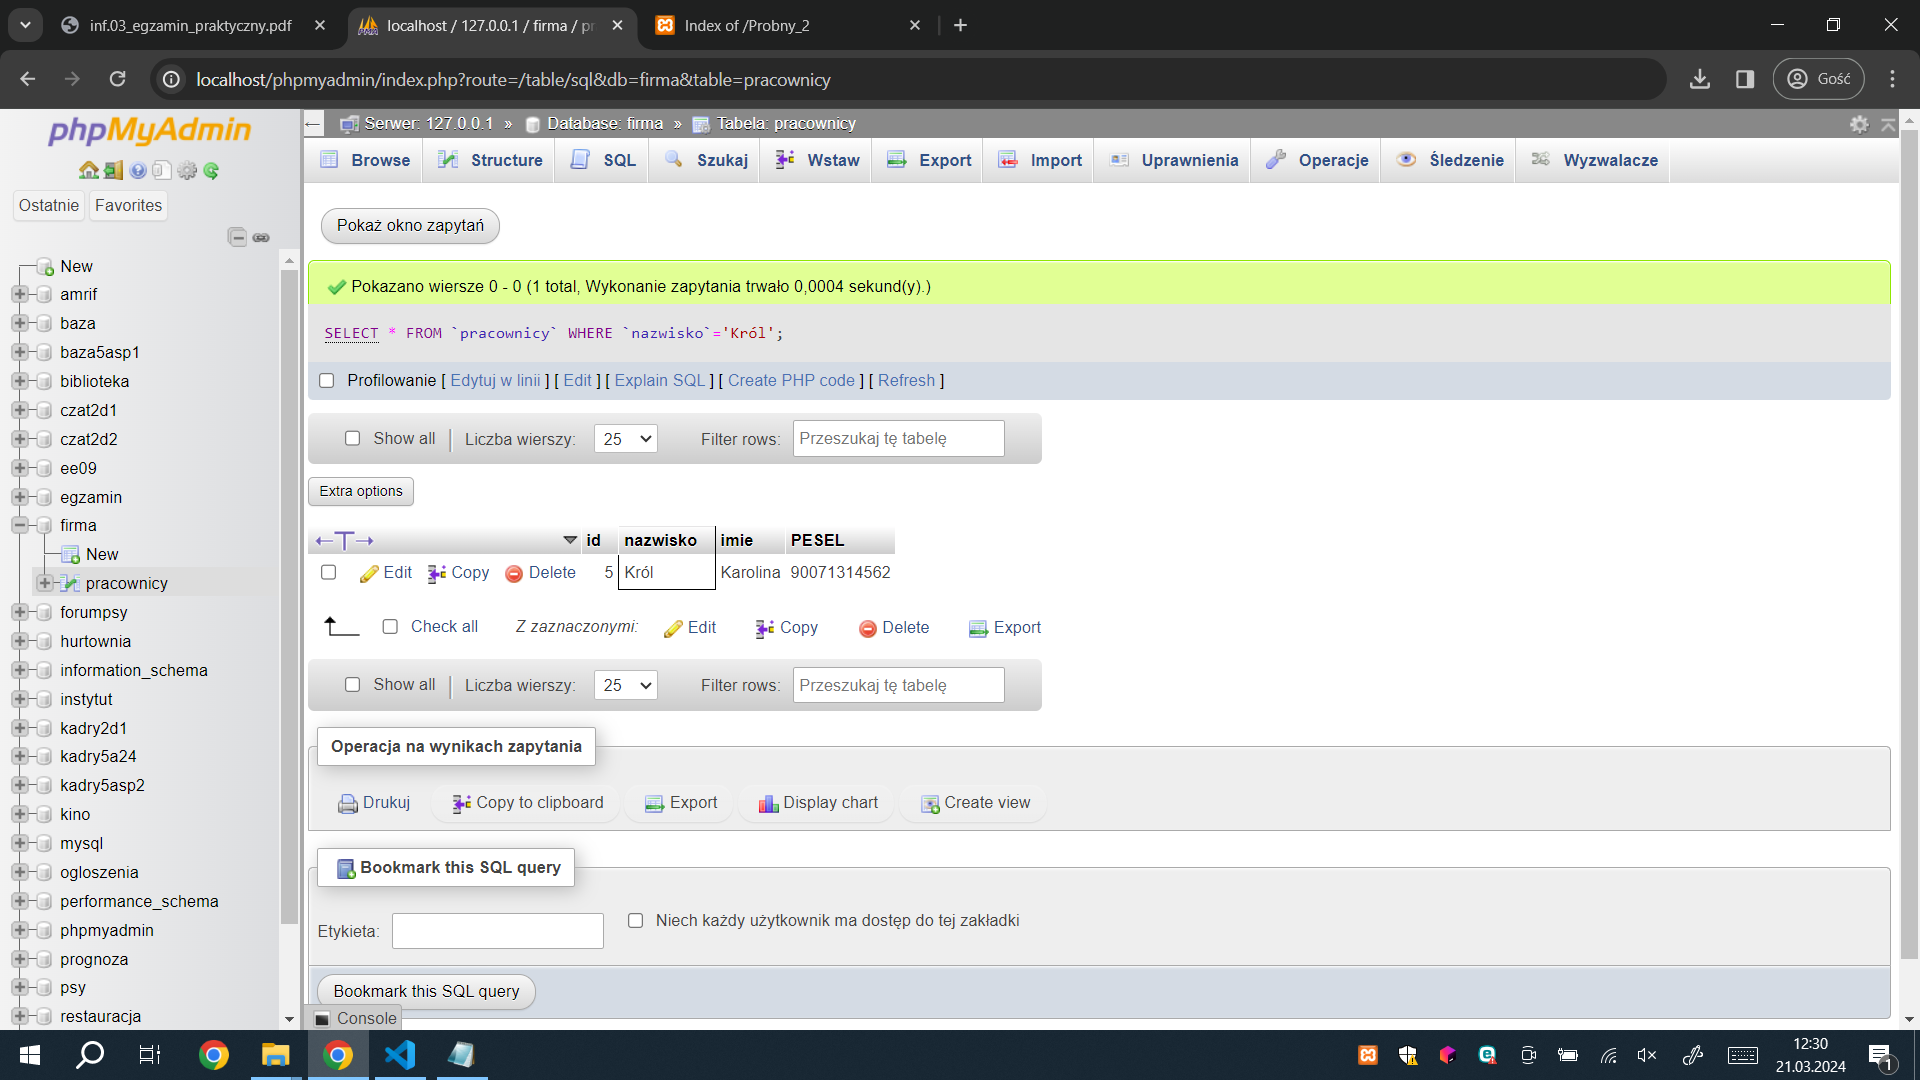 inf.03_egzamin_praktyczny.pdf
localhost / 127.0.0.1 / firma / pr
Index of /Probny_2
localhost/phpmyadmin/index.php?route=/table/sql&db=firma&table=pracownicy
Gość
phpMyAdmin
Ostatnie Favorites
New
amrif
baza
baza5asp1
biblioteka
czat2d1
czat2d2
ee09
egzamin
firma
New
pracownicy
forumpsy
hurtownia
information_schema
instytut
kadry2d1
kadry5a24
kadry5asp2
kino
mysql
ogloszenia
performance_schema
phpmyadmin
prognoza
psy
restauracja
Serwer: 127.0.0.1 » Database: firma » Tabela: pracownicy
Browse Structure SQL Szukaj Wstaw Export Import Uprawnienia Operacje Śledzenie Wyzwalacze
Pokaż okno zapytań
Pokazano wiersze 0 - 0 (1 total, Wykonanie zapytania trwało 0,0004 sekund(y).)
SELECT * FROM `pracownicy` WHERE `nazwisko`='Król';
Profilowanie [ Edytuj w linii ] [ Edit ] [ Explain SQL ] [ Create PHP code ] [ Refresh ]
Show all Liczba wierszy: 25 Filter rows: Przeszukaj tę tabelę
Extra options
←T→ id nazwisko imie PESEL
Edit Copy Delete 5 Król Karolina 90071314562
Check all Z zaznaczonymi: Edit Copy Delete Export
Show all Liczba wierszy: 25 Filter rows: Przeszukaj tę tabelę
Operacja na wynikach zapytania
Drukuj Copy to clipboard Export Display chart Create view
Bookmark this SQL query
Etykieta: Niech każdy użytkownik ma dostęp do tej zakładki
Bookmark this SQL query
Console
12:30
21.03.2024
1